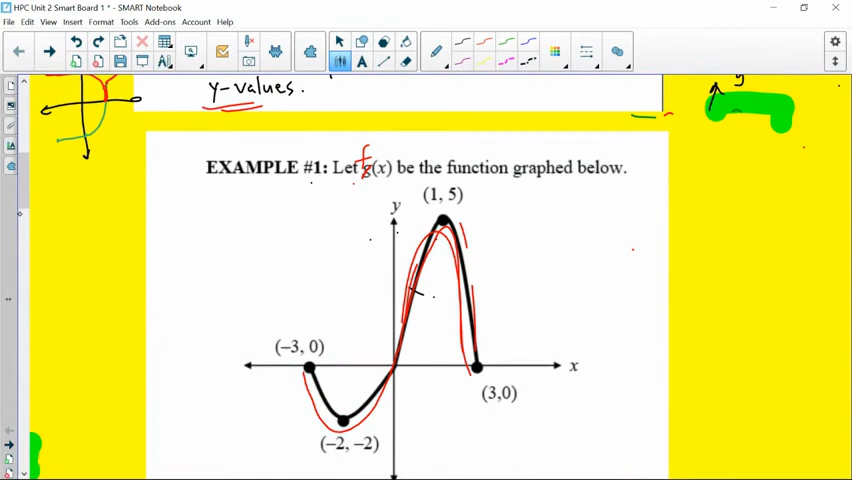 HPC Unit 2 Smart Board 1 * - SMART Notebook
File Edit View Insert Format Tools Add-ons Account Help
y-values.
y
EXAMPLE #1: Let f(x) be the function graphed below.
(1, 5)
y
(−3, 0)
x
(3,0)
(−2, −2)